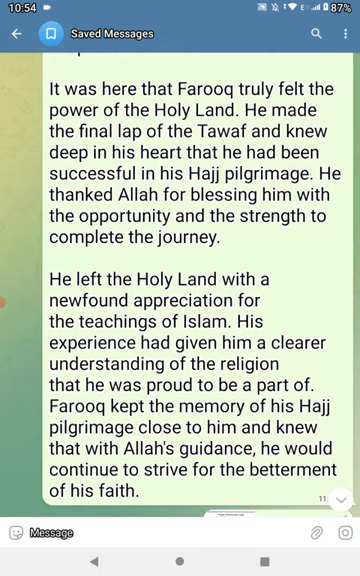 10:54
87%
Saved Messages
It was here that Farooq truly felt the
power of the Holy Land. He made
the final lap of the Tawaf and knew
deep in his heart that he had been
successful in his Hajj pilgrimage. He
thanked Allah for blessing him with
the opportunity and the strength to
complete the journey.
He left the Holy Land with a
newfound appreciation for
the teachings of Islam. His
experience had given him a clearer
understanding of the religion
that he was proud to be a part of.
Farooq kept the memory of his Hajj
pilgrimage close to him and knew
that with Allah's guidance, he would
continue to strive for the betterment
of his faith.
11:
Message